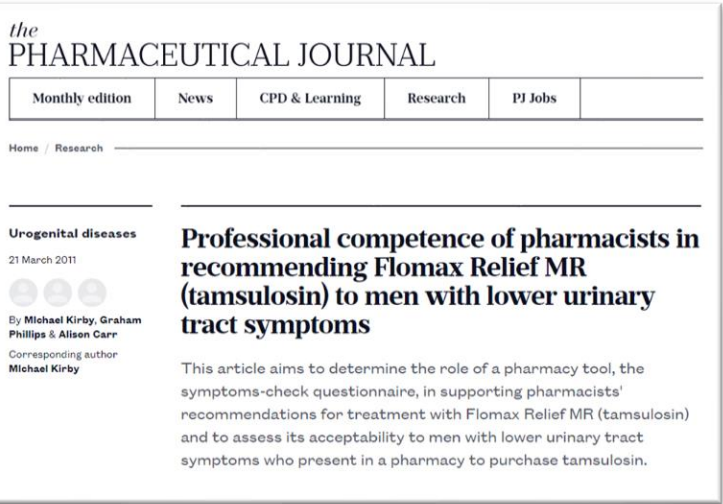 the
PHARMACEUTICAL JOURNAL
Monthly edition News CPD & Learning Research PJ Jobs
Home / Research
Urogenital diseases
21 March 2011
By Michael Kirby, Graham
Phillips & Alison Carr
Corresponding author
Michael Kirby
Professional competence of pharmacists in
recommending Flomax Relief MR
(tamsulosin) to men with lower urinary
tract symptoms
This article aims to determine the role of a pharmacy tool, the
symptoms-check questionnaire, in supporting pharmacists'
recommendations for treatment with Flomax Relief MR (tamsulosin)
and to assess its acceptability to men with lower urinary tract
symptoms who present in a pharmacy to purchase tamsulosin.